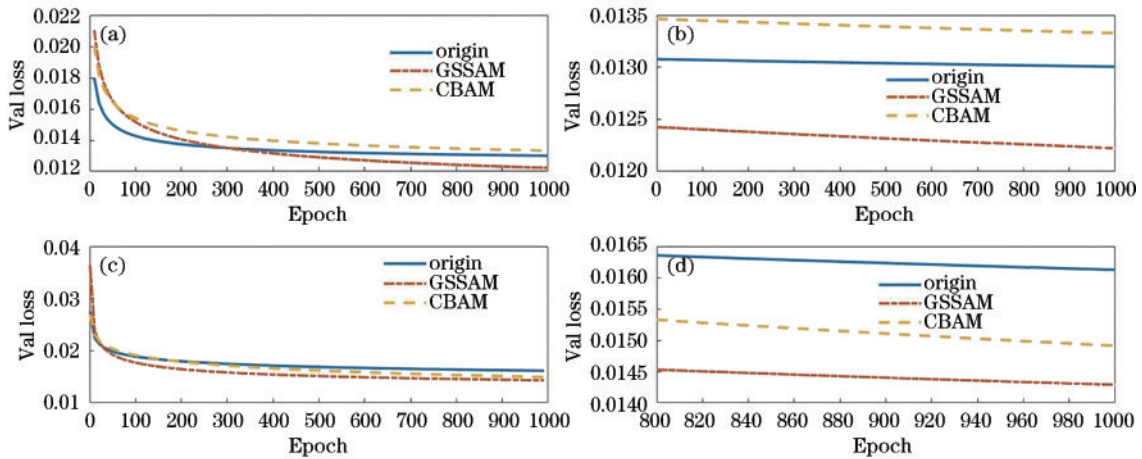 (a)
Val loss
0.022
0.020
0.018
0.016
0.014
0.012
origin
GSSAM
CBAM
0 100 200 300 400 500 600 700 800 900 1000
Epoch
(b)
Val loss
0.0135
0.0130
0.0125
0.0120
origin
GSSAM
CBAM
0 100 200 300 400 500 600 700 800 900 1000
Epoch
(c)
Val loss
0.04
0.03
0.02
0.01
origin
GSSAM
CBAM
0 100 200 300 400 500 600 700 800 900 1000
Epoch
(d)
Val loss
0.0165
0.0160
0.0155
0.0150
0.0145
0.0140
origin
GSSAM
CBAM
800 820 840 860 880 900 920 940 960 980 1000
Epoch